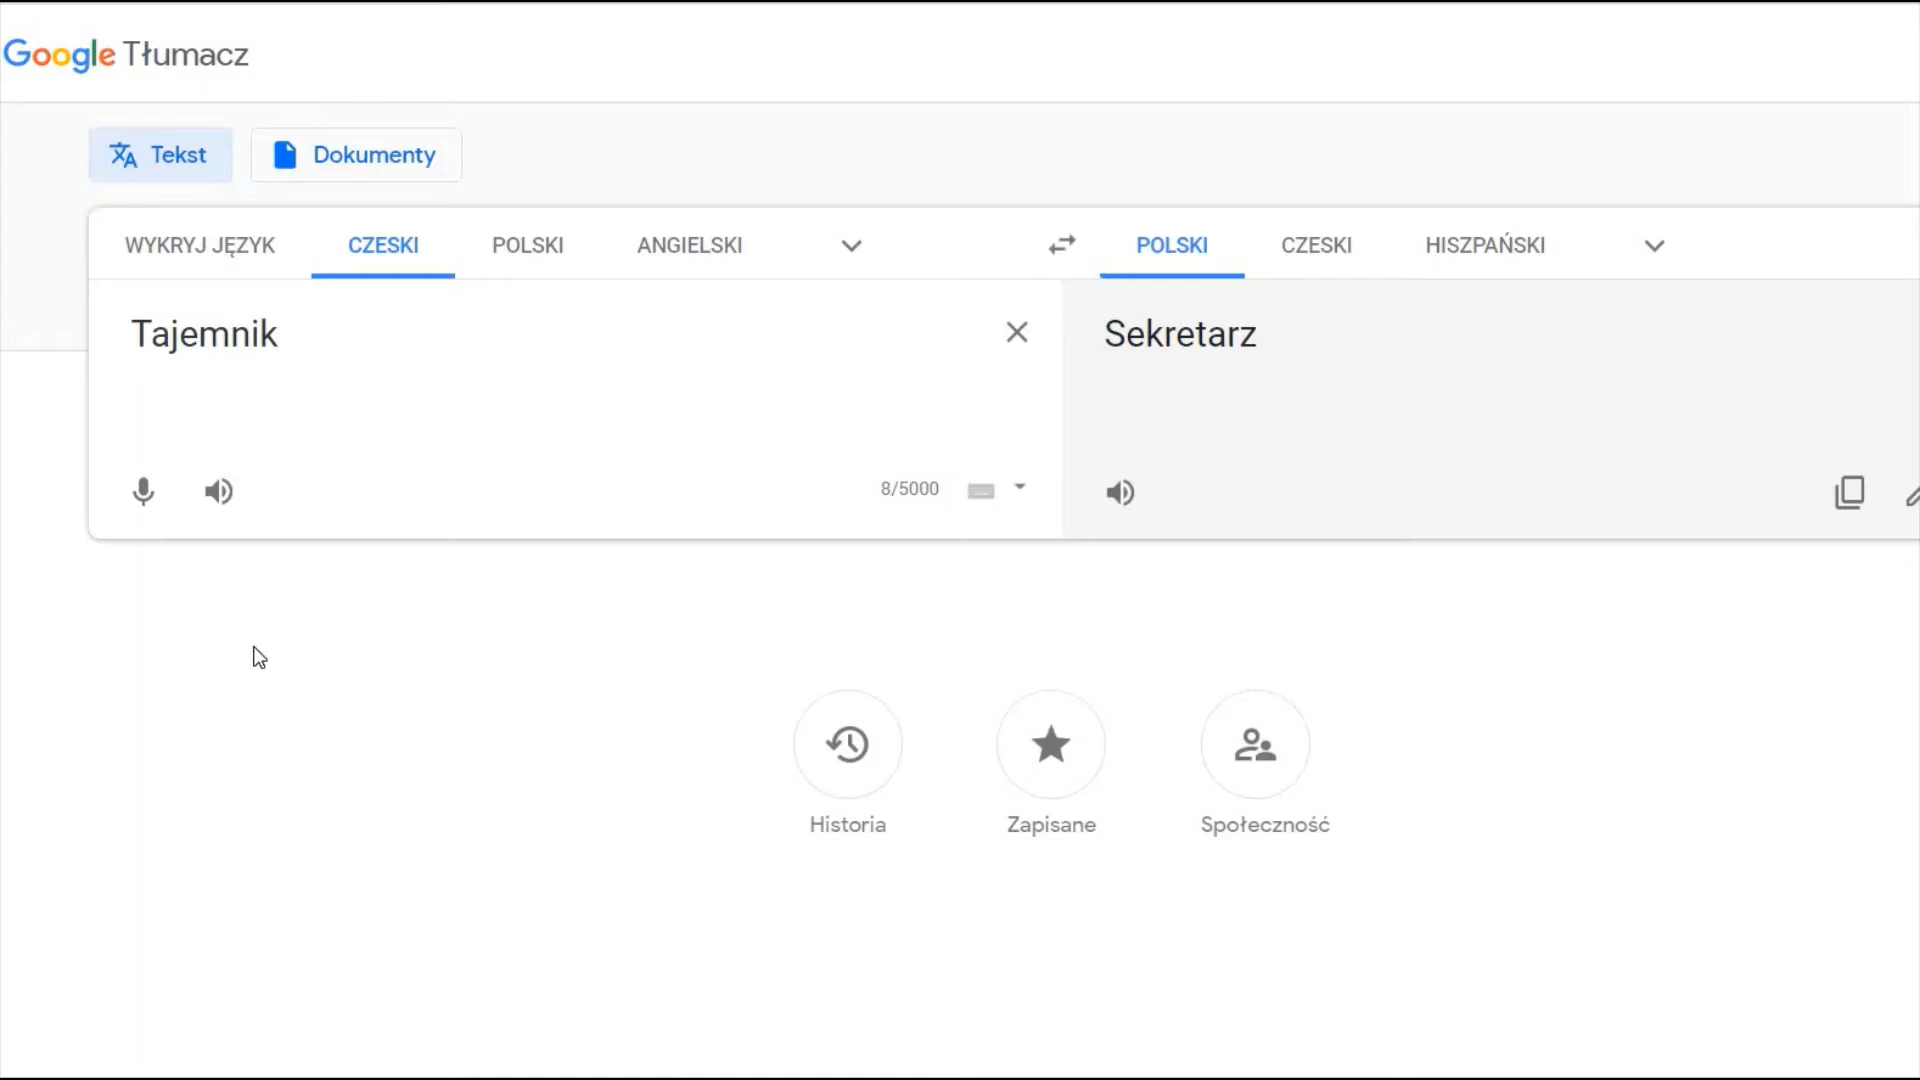 Google Tłumacz
Tekst
Dokumenty
WYKRYJ JĘZYK
CZESKI
POLSKI
ANGIELSKI
POLSKI
CZESKI
HISZPAŃSKI
Tajemnik
Sekretarz
8/5000
Historia
Zapisane
Społeczność